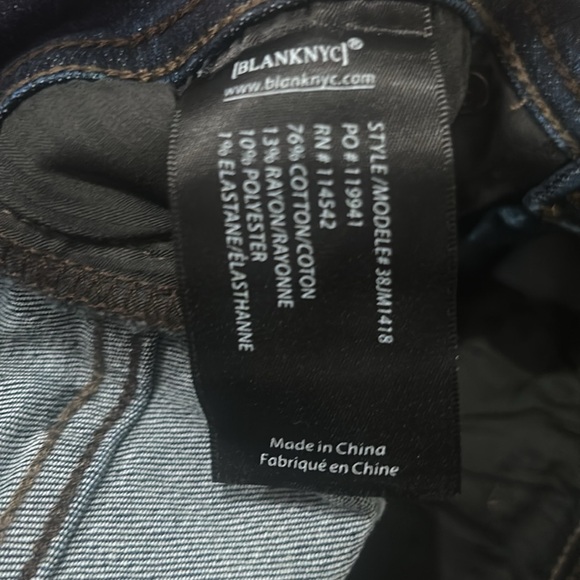 [BLANKNYC]®
www.blanknyc.com
STYLE /MODELE# 38JM1418
PO # 119941
RN # 114542
76% COTTON/COTON
13% RAYON/RAYONNE
10% POLYESTER
1% ELASTANE/ÉLASTHANNE
Made in China
Fabriqué en Chine